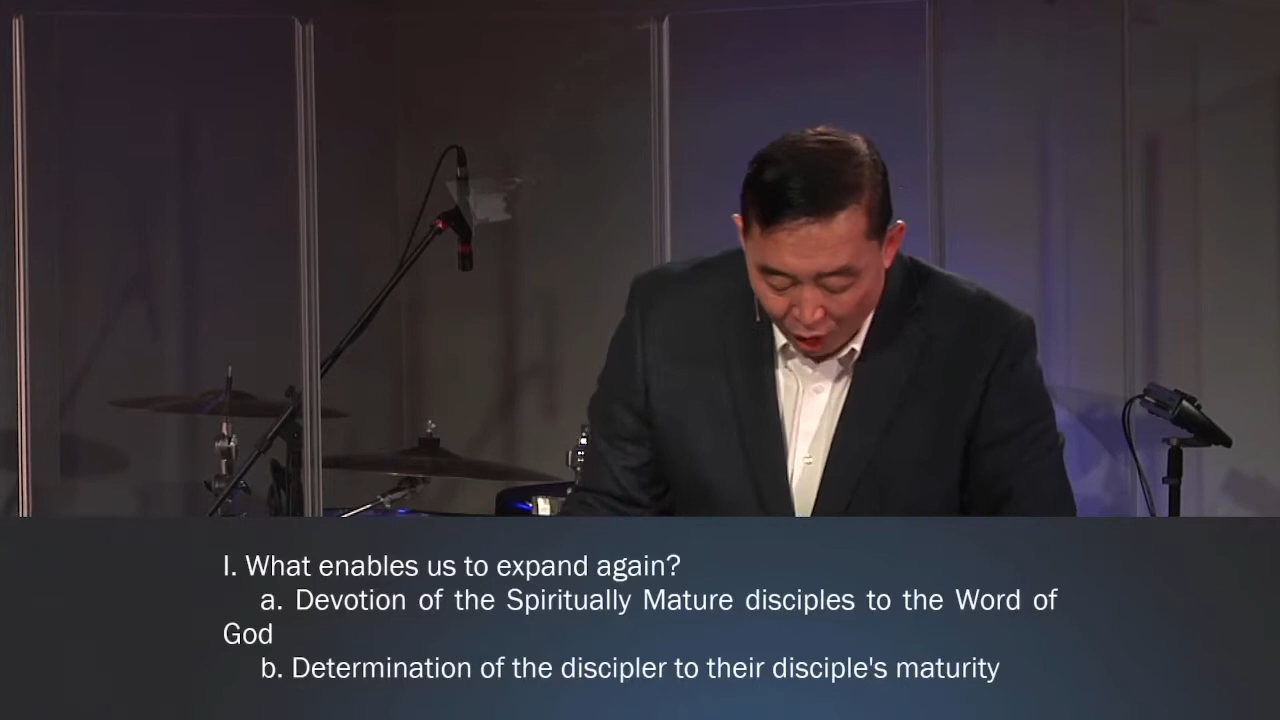 I. What enables us to expand again?
a. Devotion of the Spiritually Mature disciples to the Word of
God
b. Determination of the discipler to their disciple's maturity